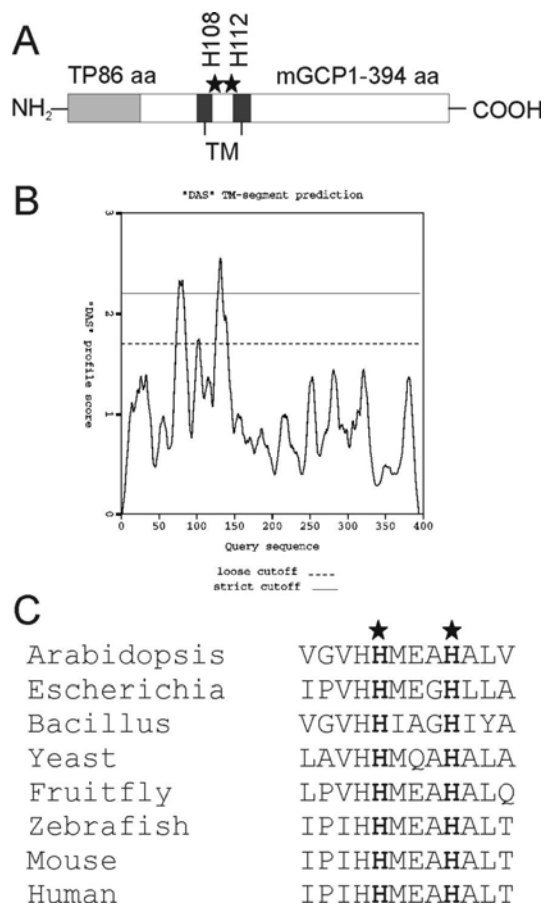 A
H108
H112
TP86 aa
mGCP1-394 aa
NH2
COOH
TM
B
"DAS" TM-segment prediction
3
2
1
0
"DAS" profile score
0 50 100 150 200 250 300 350 400
Query sequence
loose cutoff
strict cutoff
C
Arabidopsis VGVHHMEAHALV
Escherichia IPVHHMEGHLLA
Bacillus VGVHHIAGHIYA
Yeast LAVHHMQAHALA
Fruitfly LPVHHMEAHALQ
Zebrafish IPIHHMEAHALT
Mouse IPIHHMEAHALT
Human IPIHHMEAHALT